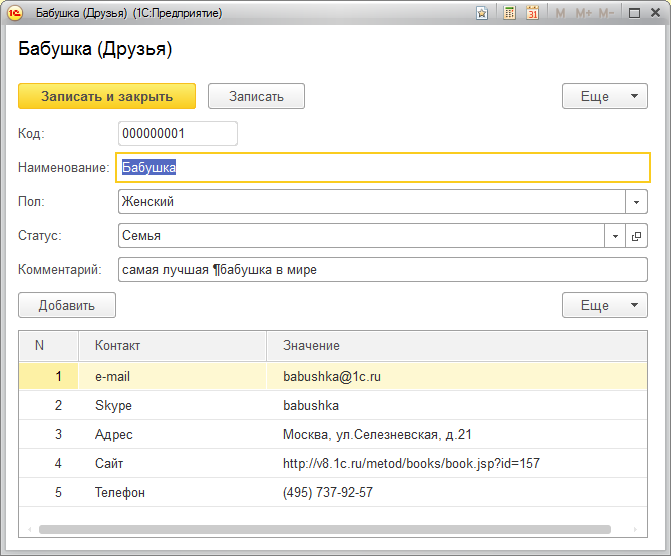 Бабушка (Друзья) (1С:Предприятие)
M M+ M-
Бабушка (Друзья)
Записать и закрыть Записать Еще
Код: 000000001
Наименование: Бабушка
Пол: Женский
Статус: Семья
Комментарий: самая лучшая ¶бабушка в мире
Добавить Еще
N Контакт Значение
1 e-mail babushka@1c.ru
2 Skype babushka
3 Адрес Москва, ул.Селезневская, д.21
4 Сайт http://v8.1c.ru/metod/books/book.jsp?id=157
5 Телефон (495) 737-92-57